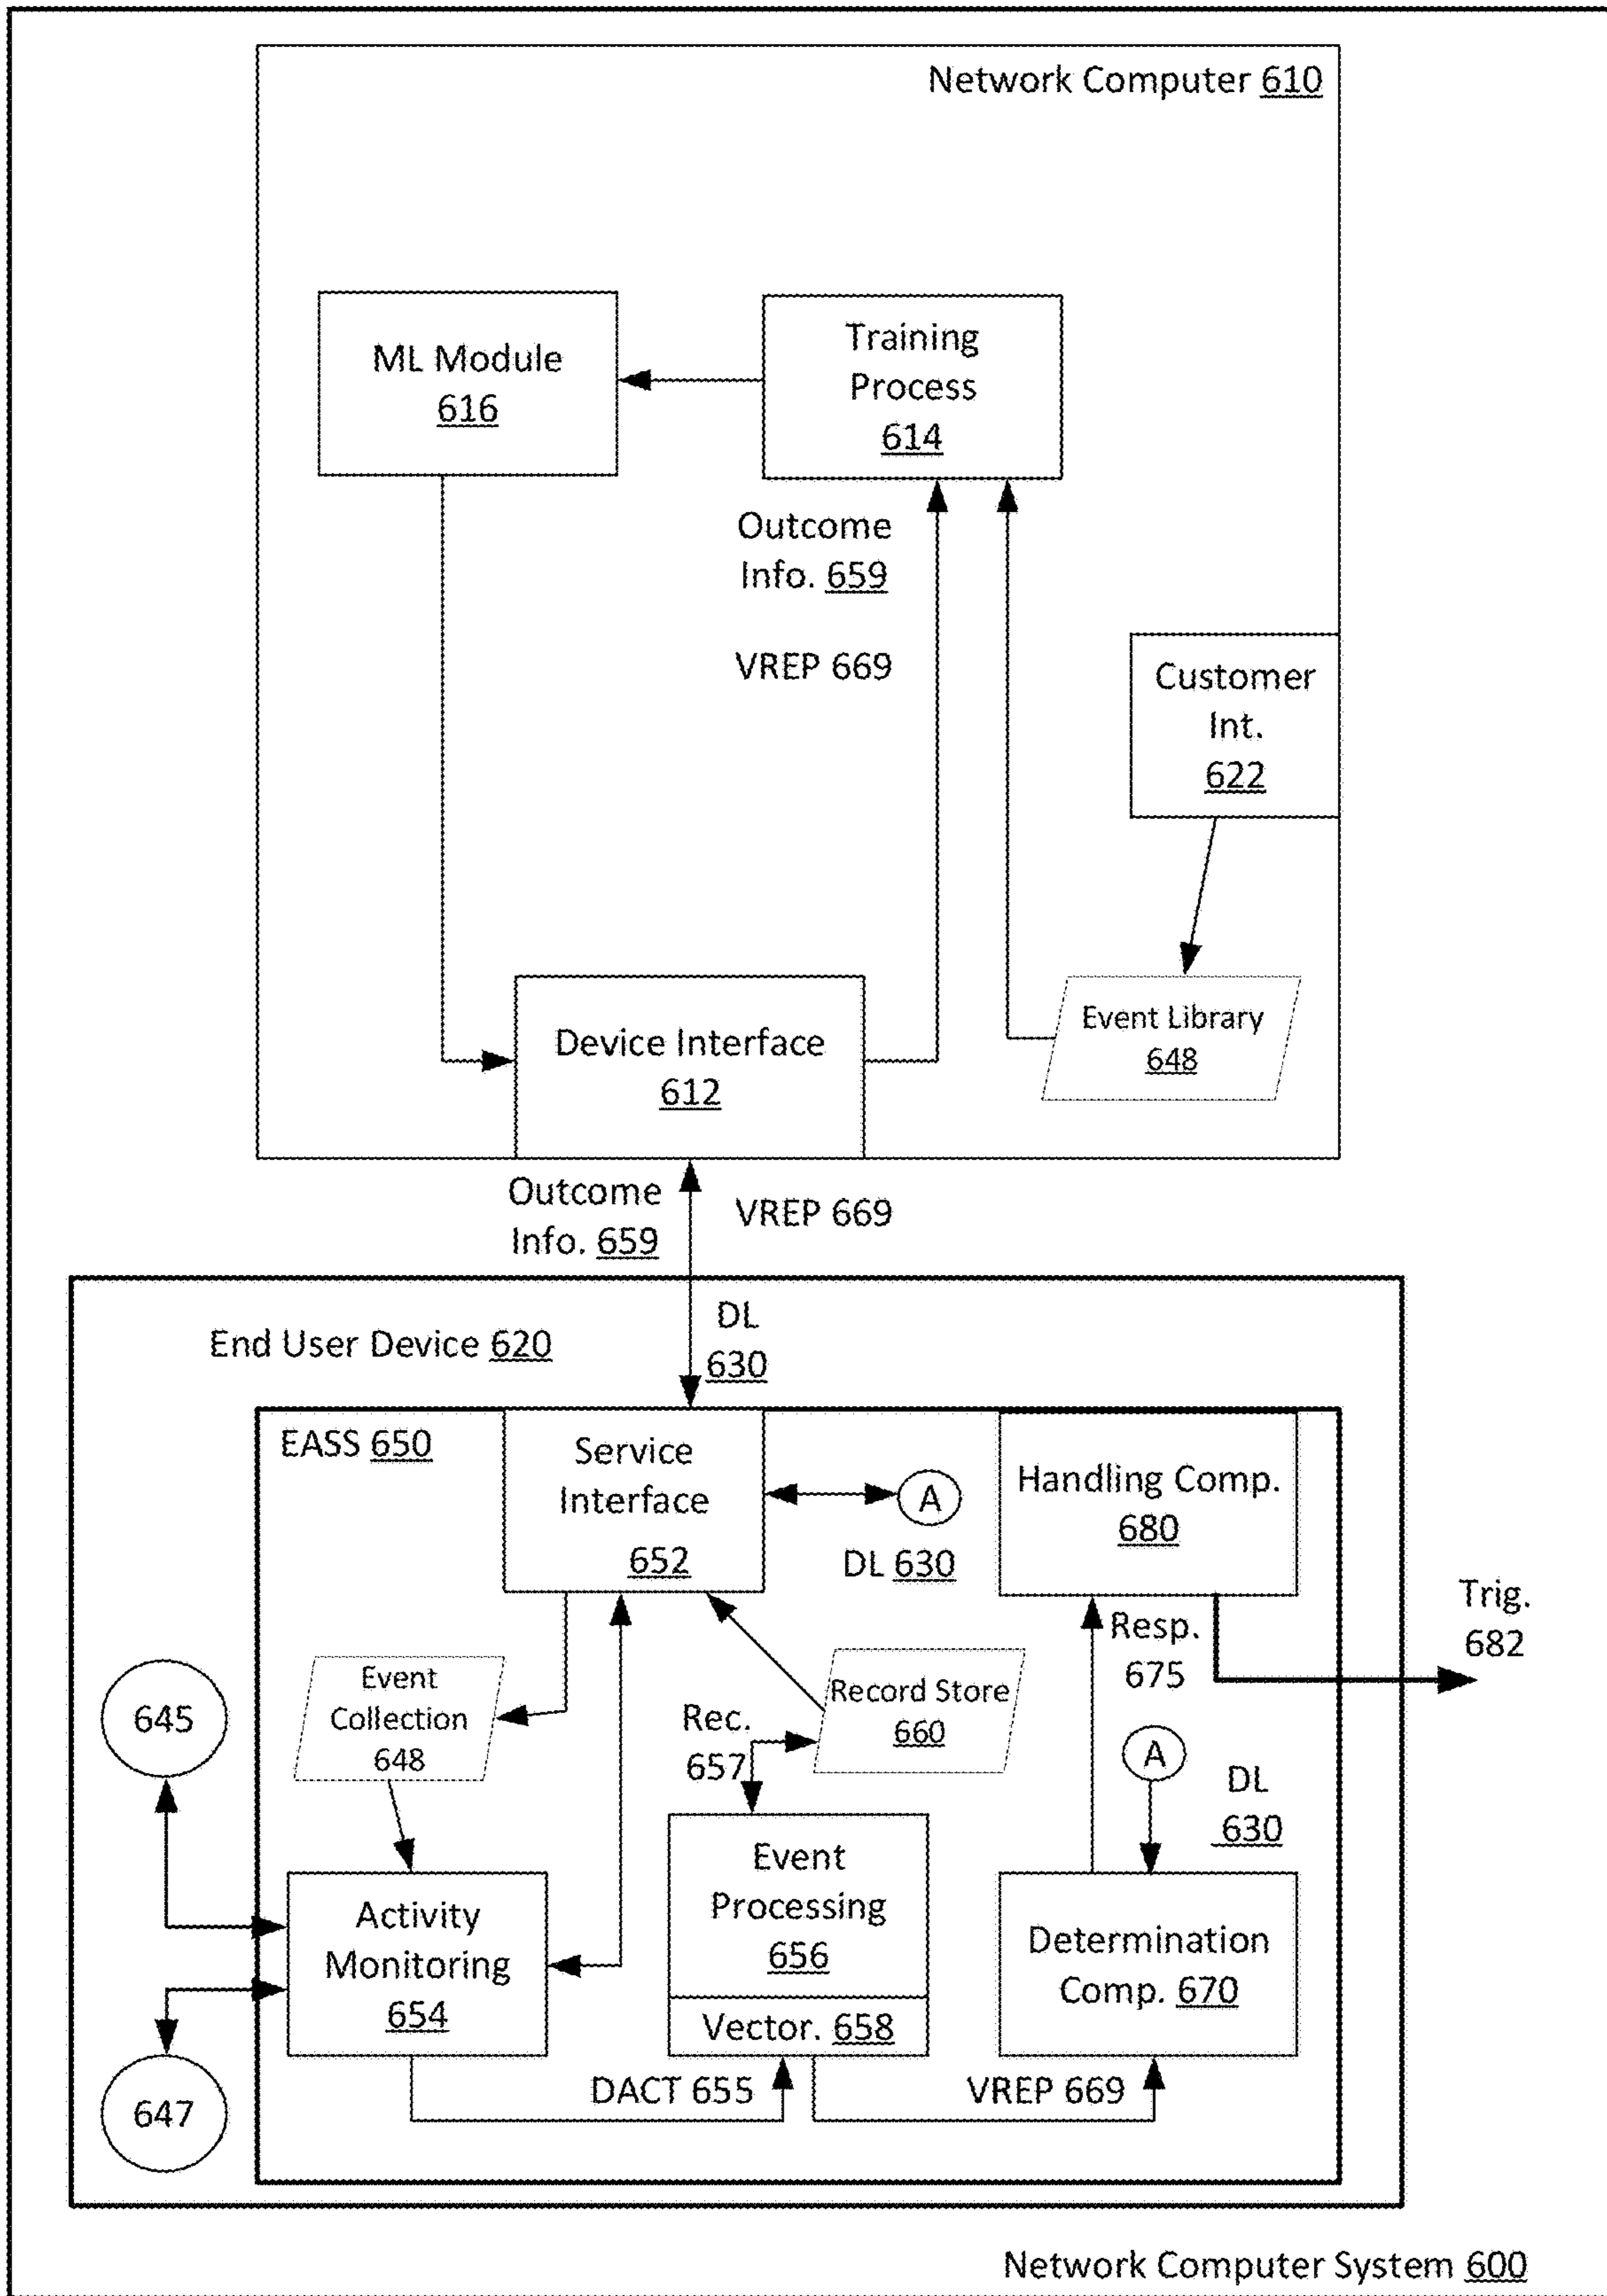 Network Computer 610
ML Module
616
Training
Process
614
Outcome
Info. 659
VREP 669
Customer
Int.
622
Event Library
648
Device Interface
612
Outcome
Info. 659
VREP 669
End User Device 620
DL
630
EASS 650
Service
Interface
652
A
DL 630
Handling Comp.
680
Trig.
682
Resp.
675
Event
Collection
648
Record Store
660
Rec.
657
645
A
DL
630
Event
Processing
656
Vector. 658
Activity
Monitoring
654
Determination
Comp. 670
DACT 655
VREP 669
647
Network Computer System 600